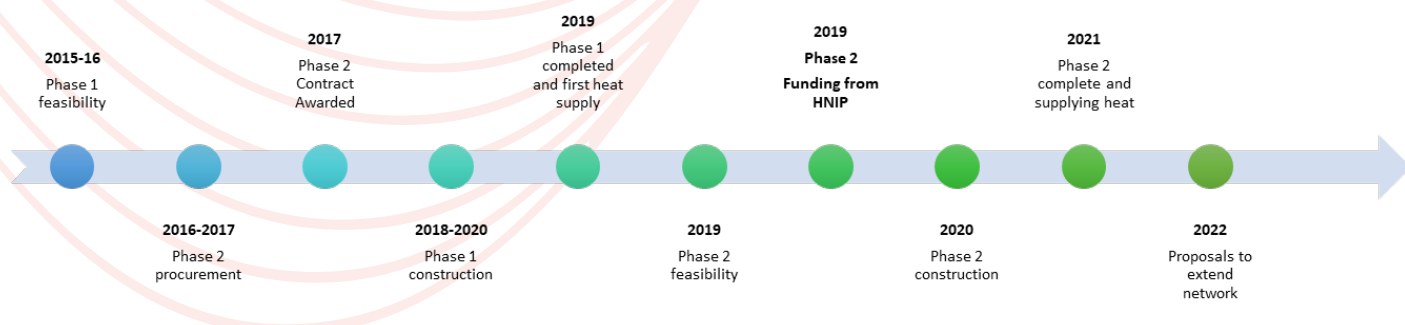 2015-16
Phase 1
feasibility
2016-2017
Phase 2
procurement
2017
Phase 2
Contract
Awarded
2018-2020
Phase 1
construction
2019
Phase 1
completed
and first heat
supply
2019
Phase 2
feasibility
2019
Phase 2
Funding from
HNIP
2020
Phase 2
construction
2021
Phase 2
complete and
supplying heat
2022
Proposals to
extend
network